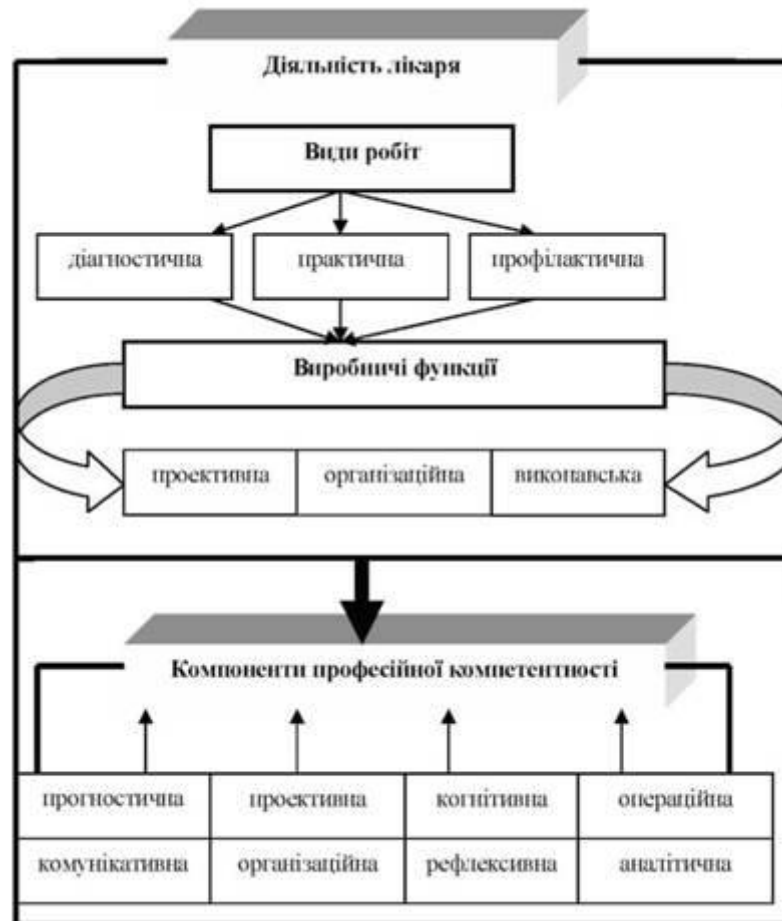 Діяльність лікаря
Види робіт
діагностична практична профілактична
Виробничі функції
проективна організаційна виконавська
Компоненти професійної компетентності
прогностична проективна когнітивна операційна
комунікативна організаційна рефлексивна аналітична